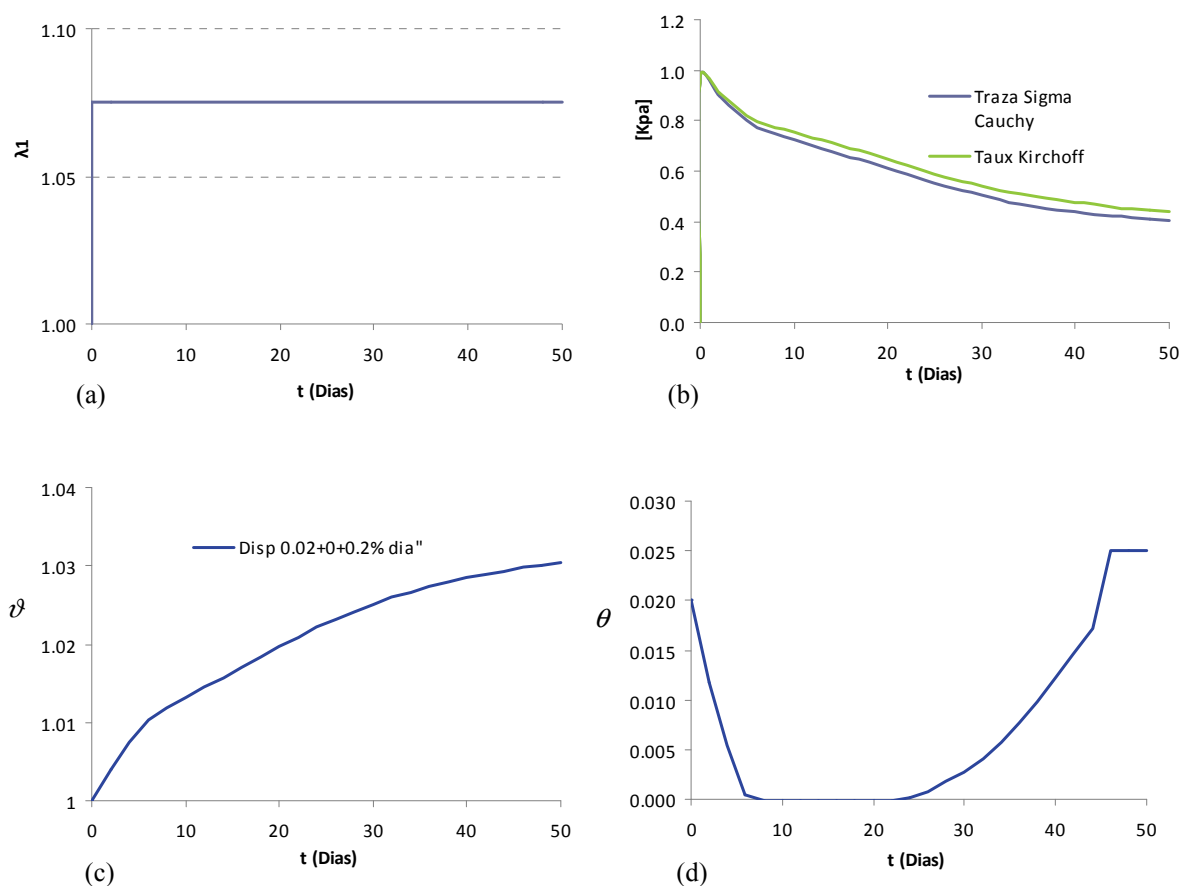 1.10
1.05
1.00
λ1
0 10 20 30 40 50
t (Dias)
(a)
1.2
1.0
0.8
0.6
0.4
0.2
0.0
[Kpa]
Traza Sigma
Cauchy
Taux Kirchoff
0 10 20 30 40 50
t (Dias)
(b)
1.04
1.03
1.02
1.01
1
ϑ
Disp 0.02+0+0.2% dia"
0 10 20 30 40 50
t (Dias)
(c)
0.030
0.025
0.020
0.015
0.010
0.005
0.000
θ
0 10 20 30 40 50
t (Dias)
(d)